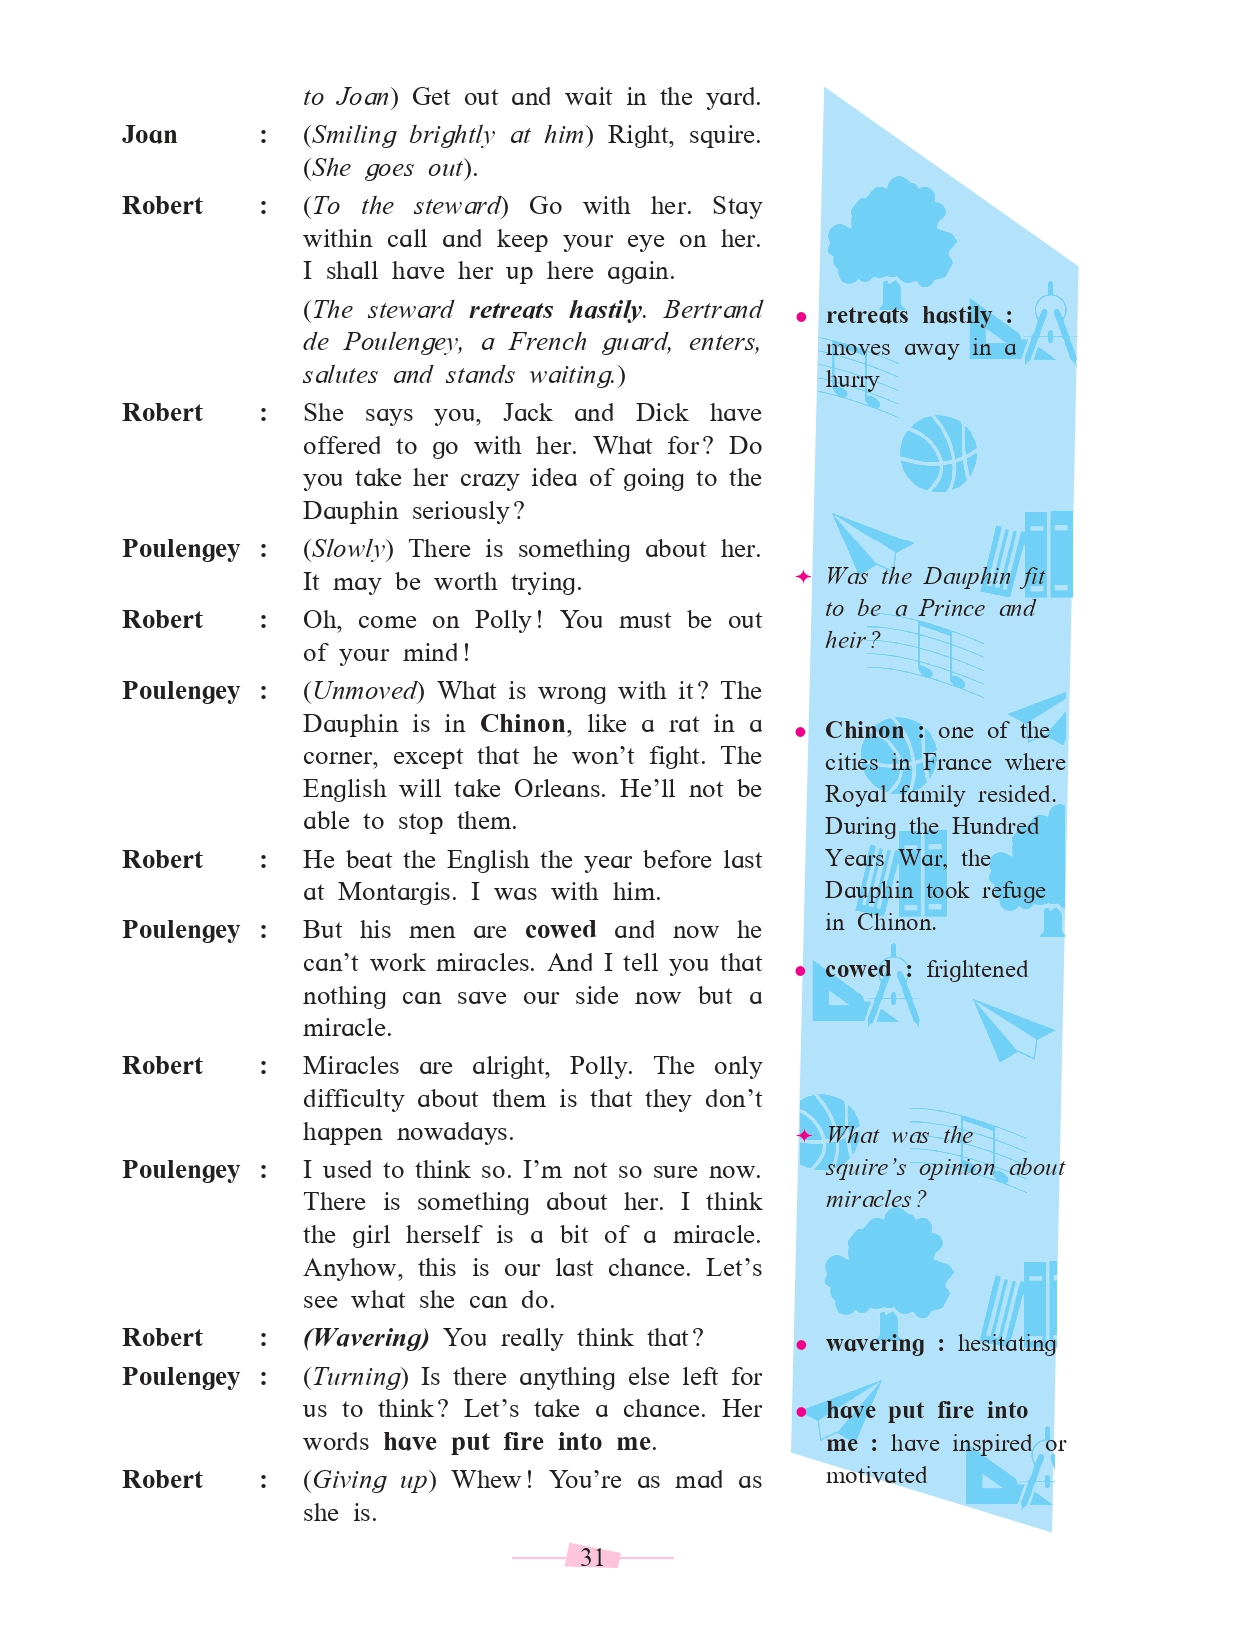 to Joan) Get out and wait in the yard.
Joan : (Smiling brightly at him) Right, squire.
(She goes out).
Robert : (To the steward) Go with her. Stay
within call and keep your eye on her.
I shall have her up here again.
(The steward retreats hastily. Bertrand
de Poulengey, a French guard, enters,
salutes and stands waiting.)
Robert : She says you, Jack and Dick have
offered to go with her. What for? Do
you take her crazy idea of going to the
Dauphin seriously?
Poulengey : (Slowly) There is something about her.
It may be worth trying.
Robert : Oh, come on Polly! You must be out
of your mind!
Poulengey : (Unmoved) What is wrong with it? The
Dauphin is in Chinon, like a rat in a
corner, except that he won’t fight. The
English will take Orleans. He’ll not be
able to stop them.
Robert : He beat the English the year before last
at Montargis. I was with him.
Poulengey : But his men are cowed and now he
can’t work miracles. And I tell you that
nothing can save our side now but a
miracle.
Robert : Miracles are alright, Polly. The only
difficulty about them is that they don’t
happen nowadays.
Poulengey : I used to think so. I’m not so sure now.
There is something about her. I think
the girl herself is a bit of a miracle.
Anyhow, this is our last chance. Let’s
see what she can do.
Robert : (Wavering) You really think that?
Poulengey : (Turning) Is there anything else left for
us to think? Let’s take a chance. Her
words have put fire into me.
Robert : (Giving up) Whew! You’re as mad as
she is.
• retreats hastily :
moves away in a
hurry
✦ Was the Dauphin fit
to be a Prince and
heir?
• Chinon : one of the
cities in France where
Royal family resided.
During the Hundred
Years War, the
Dauphin took refuge
in Chinon.
• cowed : frightened
✦ What was the
squire’s opinion about
miracles?
• wavering : hesitating
• have put fire into
me : have inspired or
motivated
31